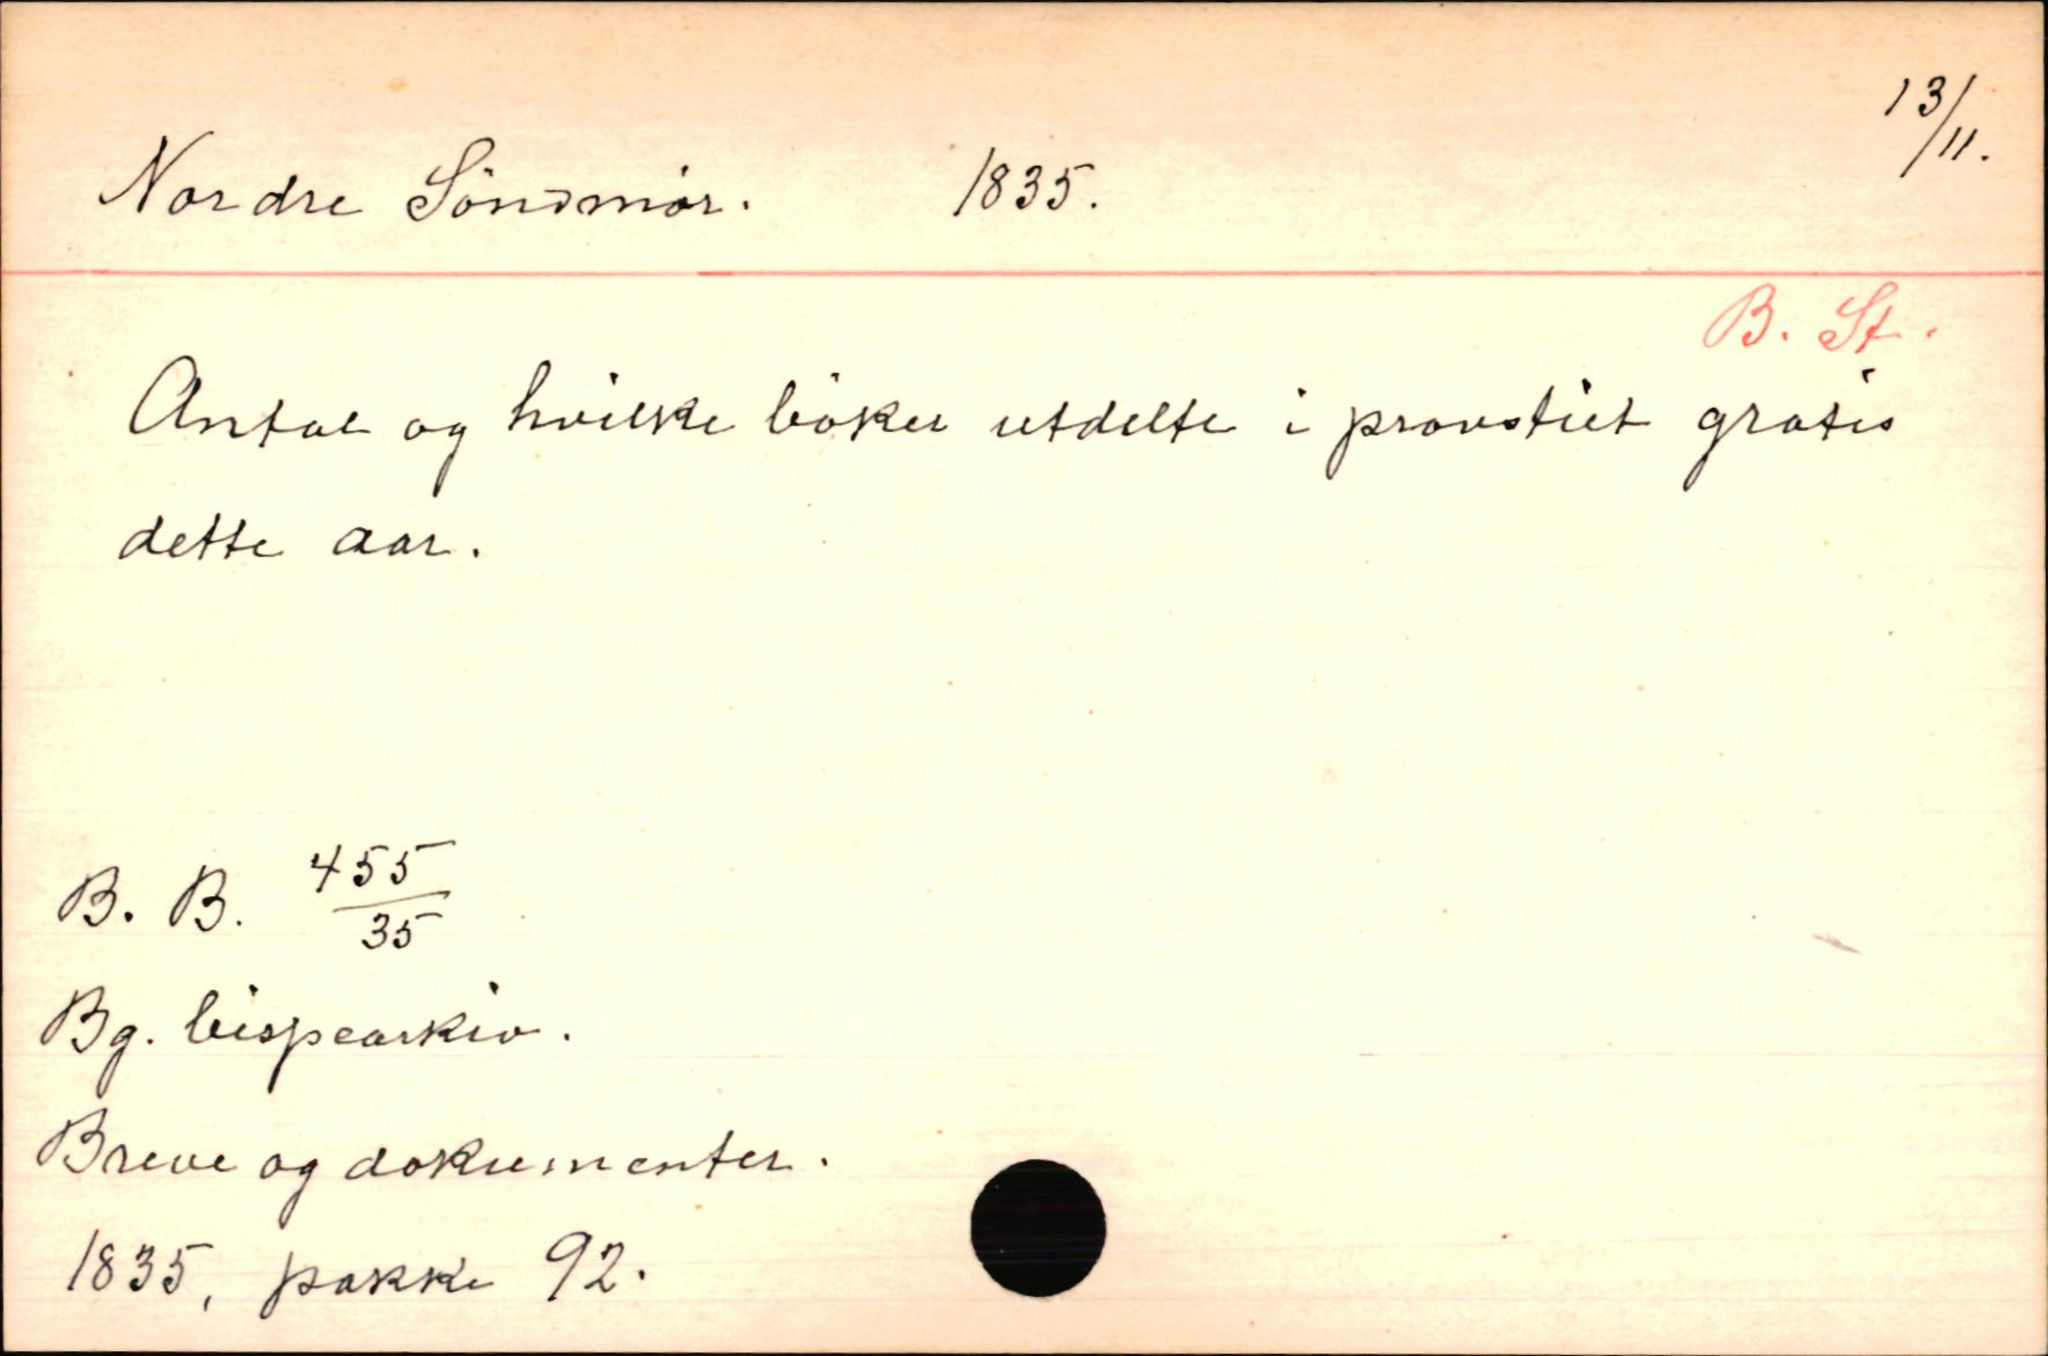 Nordre Söndmör. 1835. 13/11.
B. St.
Antal og hvilke böker utdelte i provstiet gratis
dette aar.
B. B. 455/35
Bg. bispearkiv.
Breve og dokumenter.
1835, pakke 92.